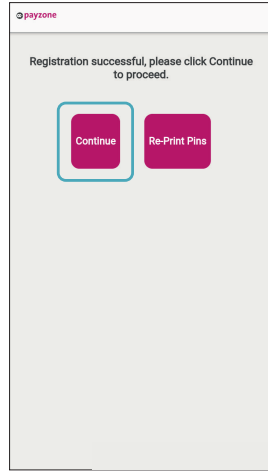 payzone
Registration successful, please click Continue
to proceed.
Continue
Re-Print Pins